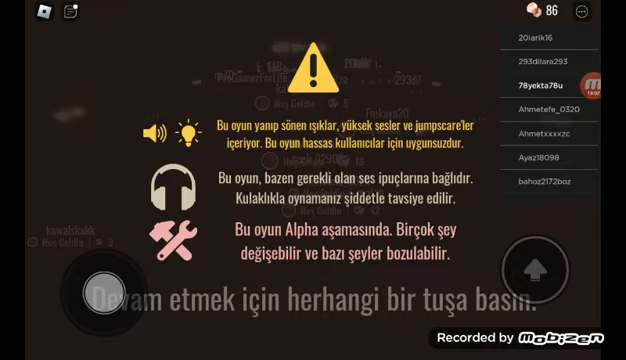 86
20iarik16
293dilara293
78yekta78u
Ahmetefe_0320
Ahmetxxxxzc
Ayaz18098
bahoz2172boz
Bu oyun yanıp sönen ışıklar, yüksek sesler ve jumpscare'ler
içeriyor. Bu oyun hassas kullanıcılar için uygunsuzdur.
Bu oyun, bazen gerekli olan ses ipuçlarına bağlıdır.
Kulaklıkla oynamanız şiddetle tavsiye edilir.
Bu oyun Alpha aşamasında. Birçok şey
değişebilir ve bazı şeyler bozulabilir.
kowalskakk
Hoş Geldin
Devam etmek için herhangi bir tuşa basın.
Recorded by mobizen